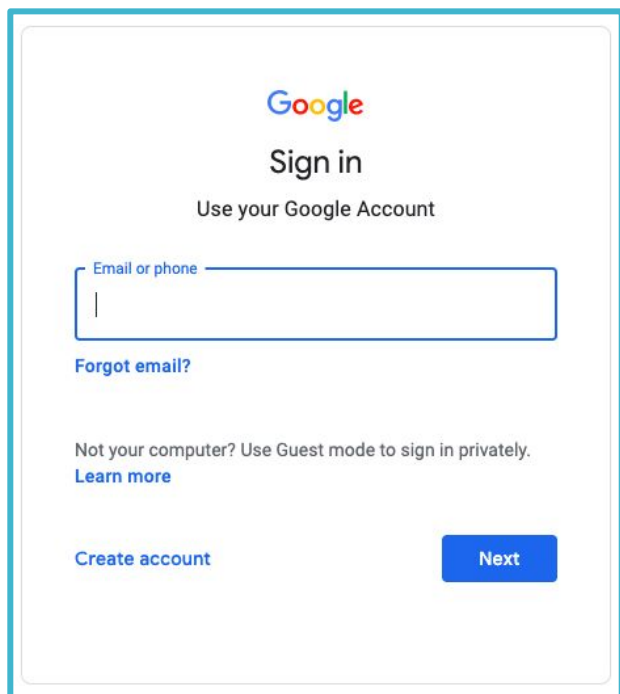 Google
Sign in
Use your Google Account
Email or phone
Forgot email?
Not your computer? Use Guest mode to sign in privately.
Learn more
Create account
Next